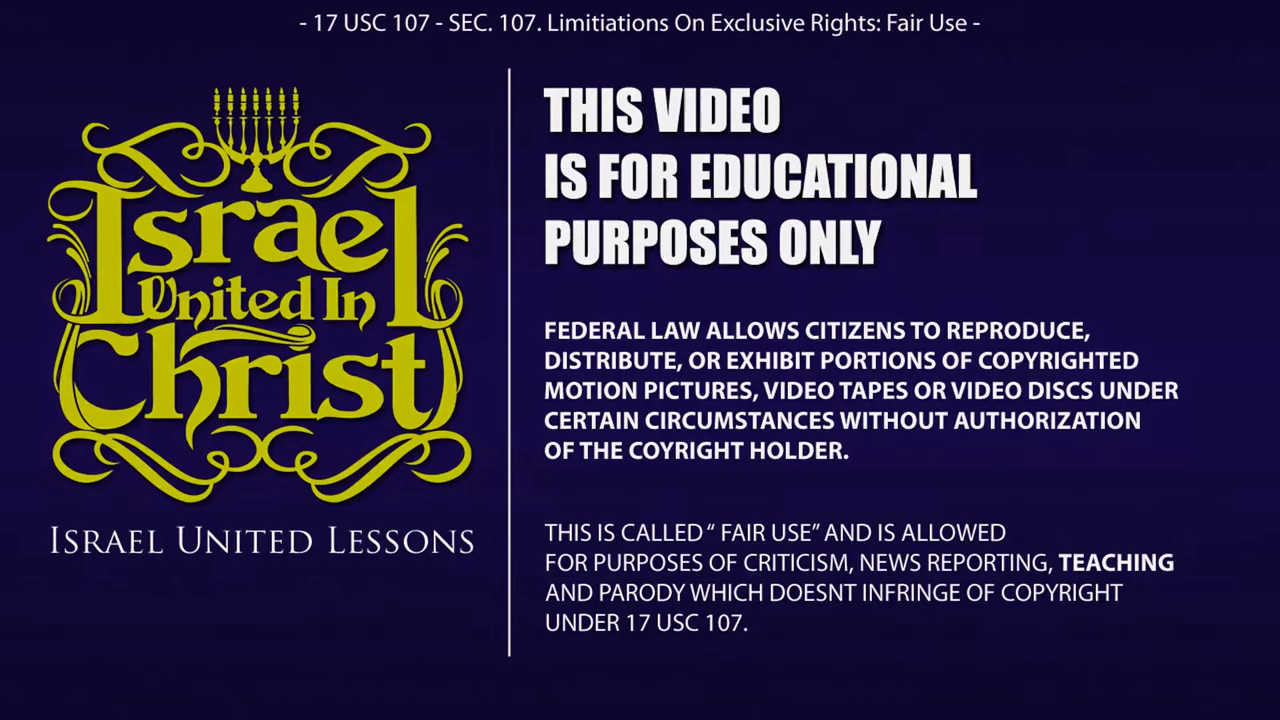 - 17 USC 107 - SEC. 107. Limitiations On Exclusive Rights: Fair Use -
Israel
United In
Christ
ISRAEL UNITED LESSONS
THIS VIDEO
IS FOR EDUCATIONAL
PURPOSES ONLY
FEDERAL LAW ALLOWS CITIZENS TO REPRODUCE,
DISTRIBUTE, OR EXHIBIT PORTIONS OF COPYRIGHTED
MOTION PICTURES, VIDEO TAPES OR VIDEO DISCS UNDER
CERTAIN CIRCUMSTANCES WITHOUT AUTHORIZATION
OF THE COYRIGHT HOLDER.
THIS IS CALLED “ FAIR USE” AND IS ALLOWED
FOR PURPOSES OF CRITICISM, NEWS REPORTING, TEACHING
AND PARODY WHICH DOESNT INFRINGE OF COPYRIGHT
UNDER 17 USC 107.